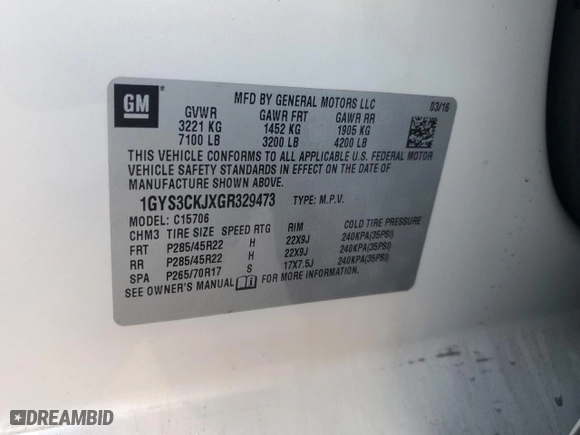 GM
MFD BY GENERAL MOTORS LLC 03/16
GVWR GAWR FRT GAWR RR
3221 KG 1452 KG 1905 KG
7100 LB 3200 LB 4200 LB
THIS VEHICLE CONFORMS TO ALL APPLICABLE U.S. FEDERAL MOTOR
VEHICLE SAFETY STANDARDS IN EFFECT ON THE DATE OF
MANUFACTURE SHOWN ABOVE.
1GYS3CKJXGR329473 TYPE: M.P.V.
MODEL: C15706
CHM3 TIRE SIZE SPEED RTG RIM COLD TIRE PRESSURE
FRT P285/45R22 H 22X9J 240KPA(35PSI)
RR P285/45R22 H 22X9J 240KPA(35PSI)
SPA P265/70R17 S 17X7.5J 240KPA(35PSI)
SEE OWNER'S MANUAL FOR MORE INFORMATION.
DREAMBID